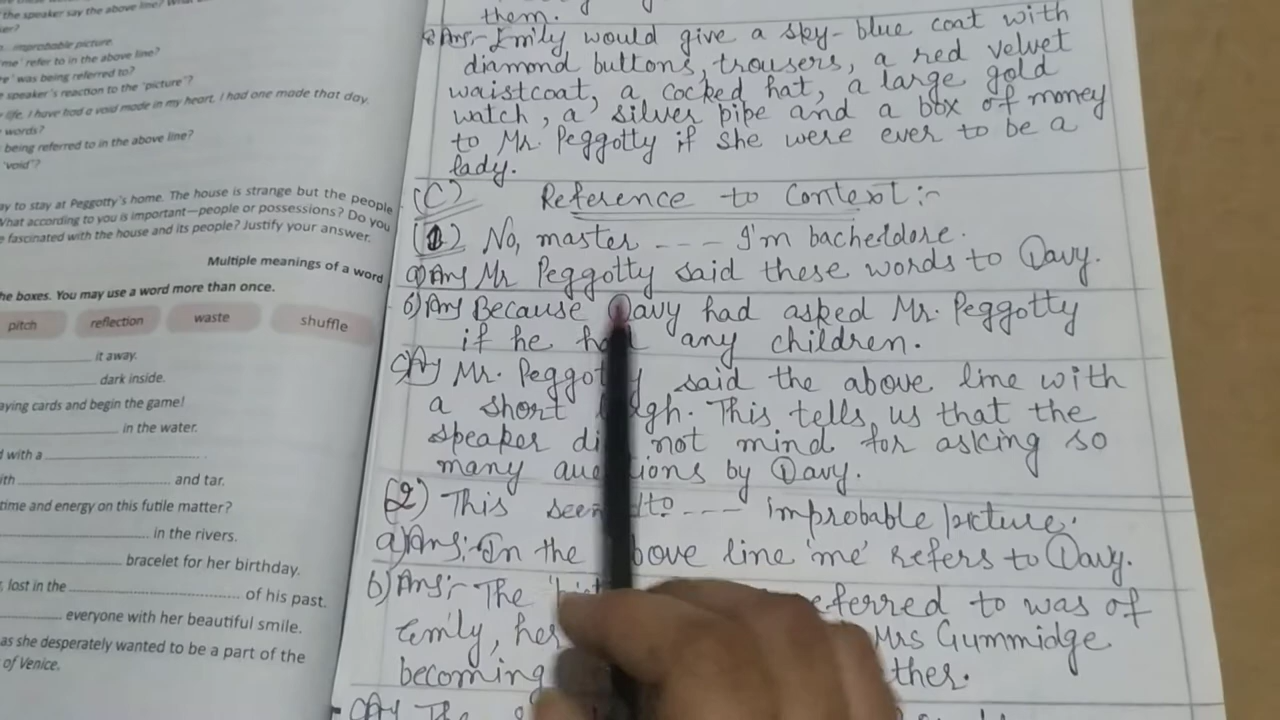 the speaker say the above line? What
improbable picture.
me' refer to in the above line?
was being referred to?
speaker's reaction to the "picture"?
life, I have had a void made in my heart, I had one made that day.
words?
being referred to in the above line?
"void"?
ay to stay at Peggotty's home. The house is strange but the people
What according to you is important—people or possessions? Do you
fascinated with the house and its people? Justify your answer.
Multiple meanings of a word
he boxes. You may use a word more than once.
pitch reflection waste shuffle
it away.
dark inside.
aying cards and begin the game!
in the water.
with a
and tar.
time and energy on this futile matter?
in the rivers.
bracelet for her birthday.
lost in the of his past.
everyone with her beautiful smile.
as she desperately wanted to be a part of the
of Venice.
them.
Ans:- Emily would give a sky-blue coat with
diamond buttons, trousers, a red velvet
waistcoat, a cocked hat, a large gold
watch, a silver pipe and a box of money
to Mr. Peggotty if she were ever to be a
lady.
(C) Reference to Context:-
(1) No, master --- I'm bacheldore.
a) Ans Mr Peggotty said these words to Davy.
b) Ans Because Davy had asked Mr. Peggotty
if he any children.
c) Mr. Peggotty said the above line with
a short This tells us that the
speaker not mind for asking so
many by Davy.
(2) This to --- improbable picture.
a) Ans:- In the above line 'me' refers to Davy.
b) Ans:- The referred to was of
Emily, her Mrs Gummidge
becoming
The